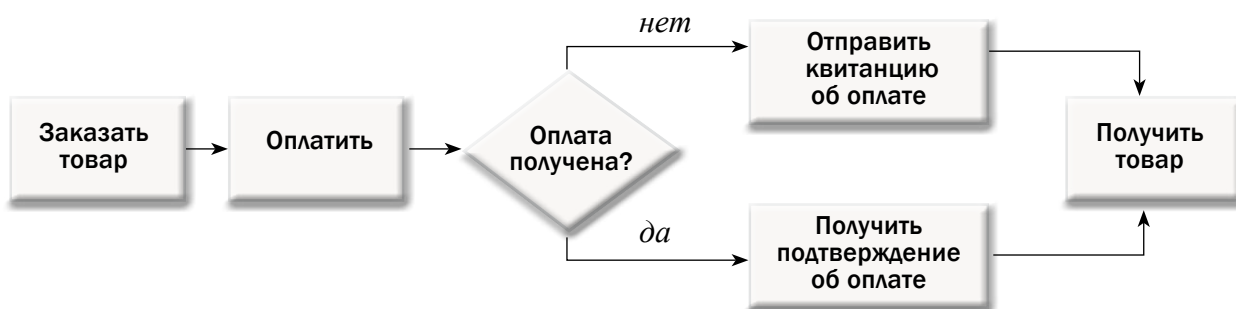 Заказать
товар
Оплатить
Оплата
получена?
нет
Отправить
квитанцию
об оплате
да
Получить
подтверждение
об оплате
Получить
товар